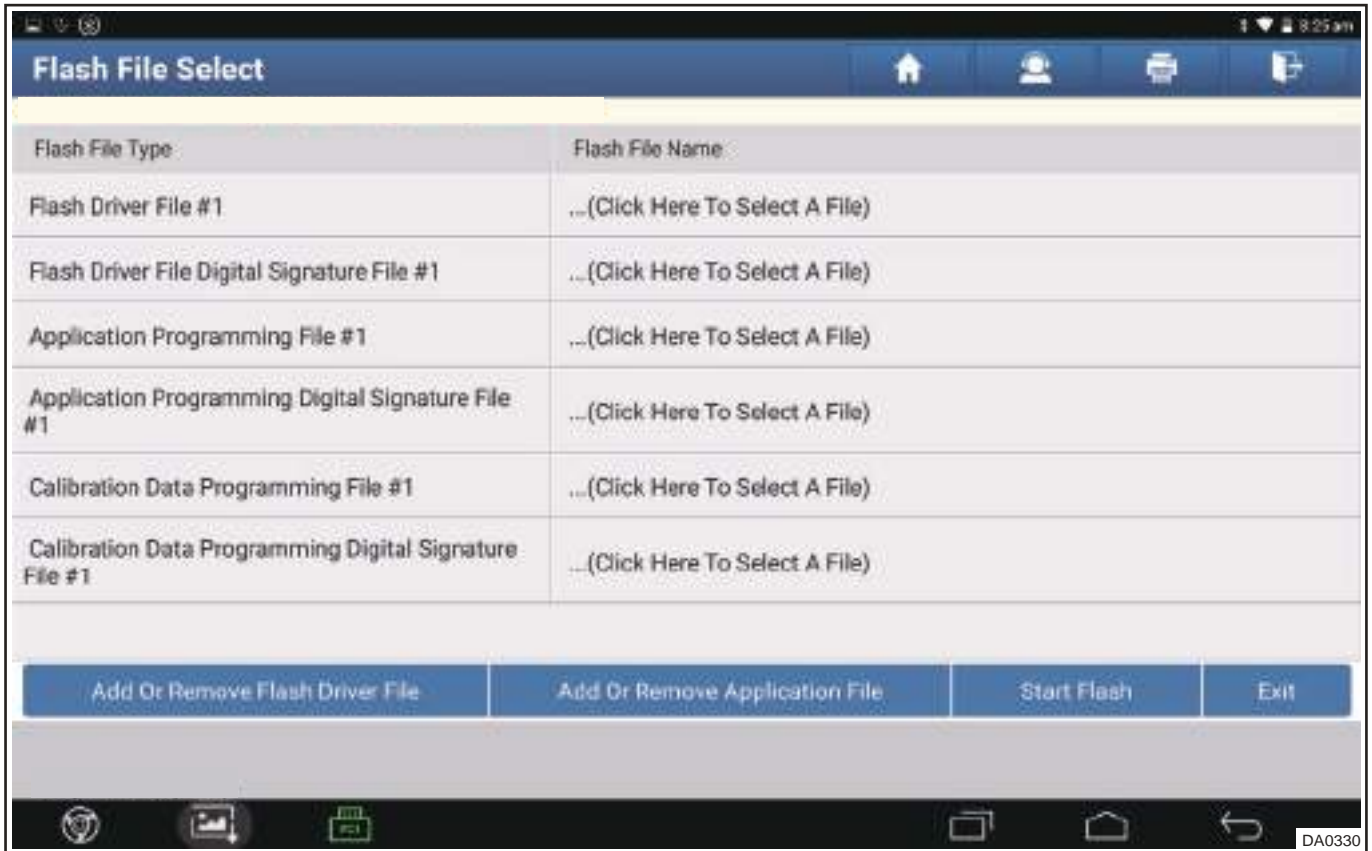 8:25 am
Flash File Select
Flash File Type Flash File Name
Flash Driver File #1 ...(Click Here To Select A File)
Flash Driver File Digital Signature File #1 ...(Click Here To Select A File)
Application Programming File #1 ...(Click Here To Select A File)
Application Programming Digital Signature File
#1 ...(Click Here To Select A File)
Calibration Data Programming File #1 ...(Click Here To Select A File)
Calibration Data Programming Digital Signature
File #1 ...(Click Here To Select A File)
Add Or Remove Flash Driver File Add Or Remove Application File Start Flash Exit
DA0330